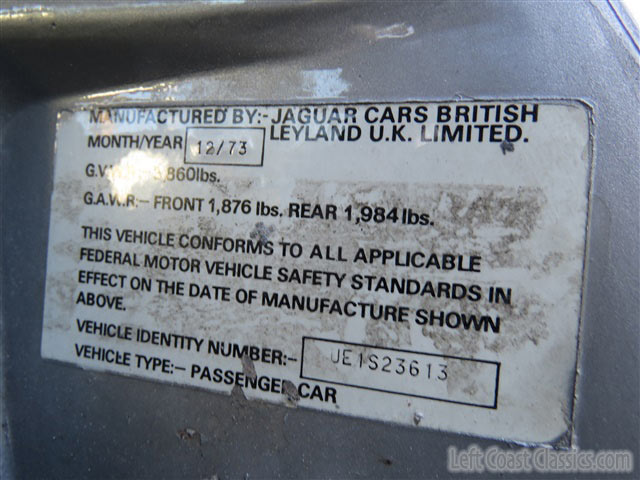 MANUFACTURED BY:- JAGUAR CARS BRITISH
LEYLAND U.K. LIMITED.
MONTH/YEAR 12/73
3,860lbs.
G.A.W.R:- FRONT 1,876 lbs. REAR 1,984 lbs.
THIS VEHICLE CONFORMS TO ALL APPLICABLE
FEDERAL MOTOR VEHICLE SAFETY STANDARDS IN
EFFECT ON THE DATE OF MANUFACTURE SHOWN
ABOVE.
VEHICLE IDENTITY NUMBER:- UE1S23613
VEHICLE TYPE:- PASSENGER CAR
Left Coast Classics.com